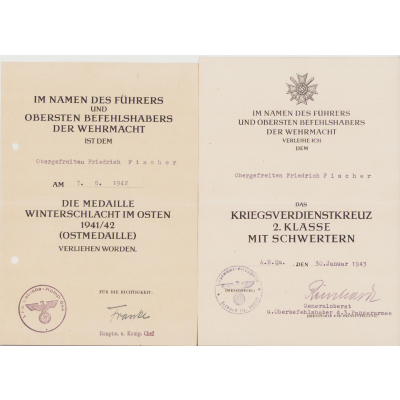 IM NAMEN DES FÜHRERS
UND
OBERSTEN BEFEHLSHABERS
DER WEHRMACHT
IST DEM
Obergefreiten Friedrich Fischer
AM 7. 8. 1942
DIE MEDAILLE
WINTERSCHLACHT IM OSTEN
1941/42
(OSTMEDAILLE)
VERLIEHEN WORDEN.
FÜR DIE RICHTIGKEIT:
Franke
Hauptm. u. Komp. Chef
IM NAMEN DES FÜHRERS
UND OBERSTEN BEFEHLSHABERS
DER WEHRMACHT
VERLEIHE ICH
DEM
Obergefreiten Friedrich Fischer
DAS
KRIEGSVERDIENSTKREUZ
2. KLASSE
MIT SCHWERTERN
A.H.Qu. , DEN 30. Januar 1943
Reinhardt
Generaloberst
u. Oberbefehlshaber d. 3. Panzerarmee